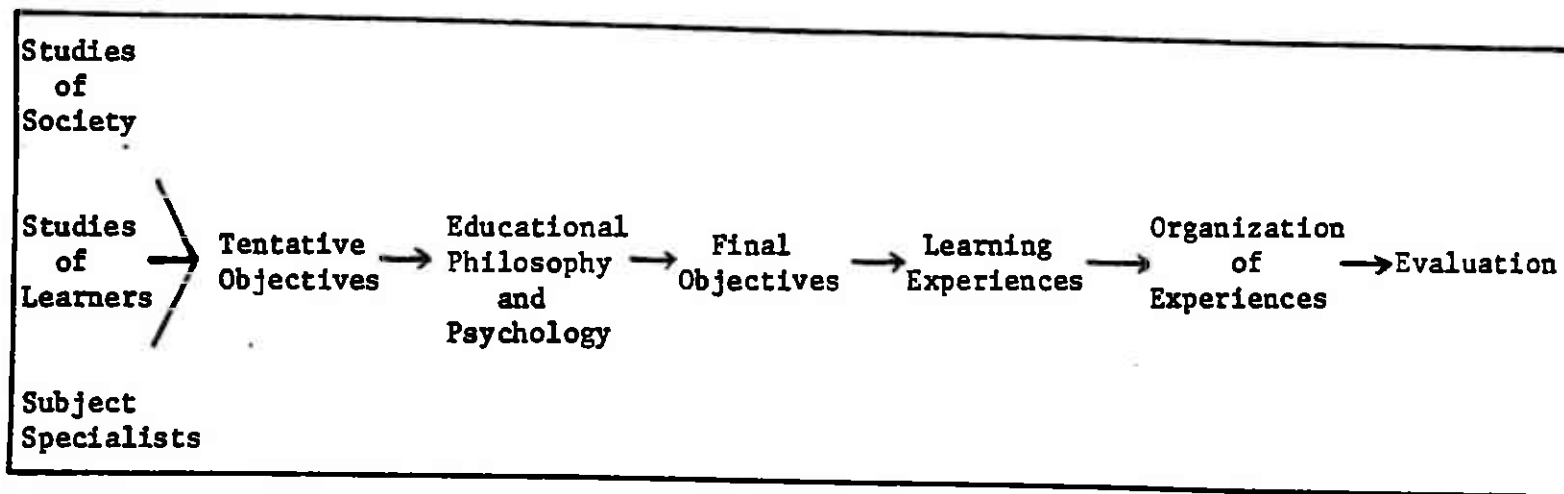 Studies
of
Society
Studies
of
Learners
Subject
Specialists
Tentative
Objectives
Educational
Philosophy
and
Psychology
Final
Objectives
Learning
Experiences
Organization
of
Experiences
Evaluation